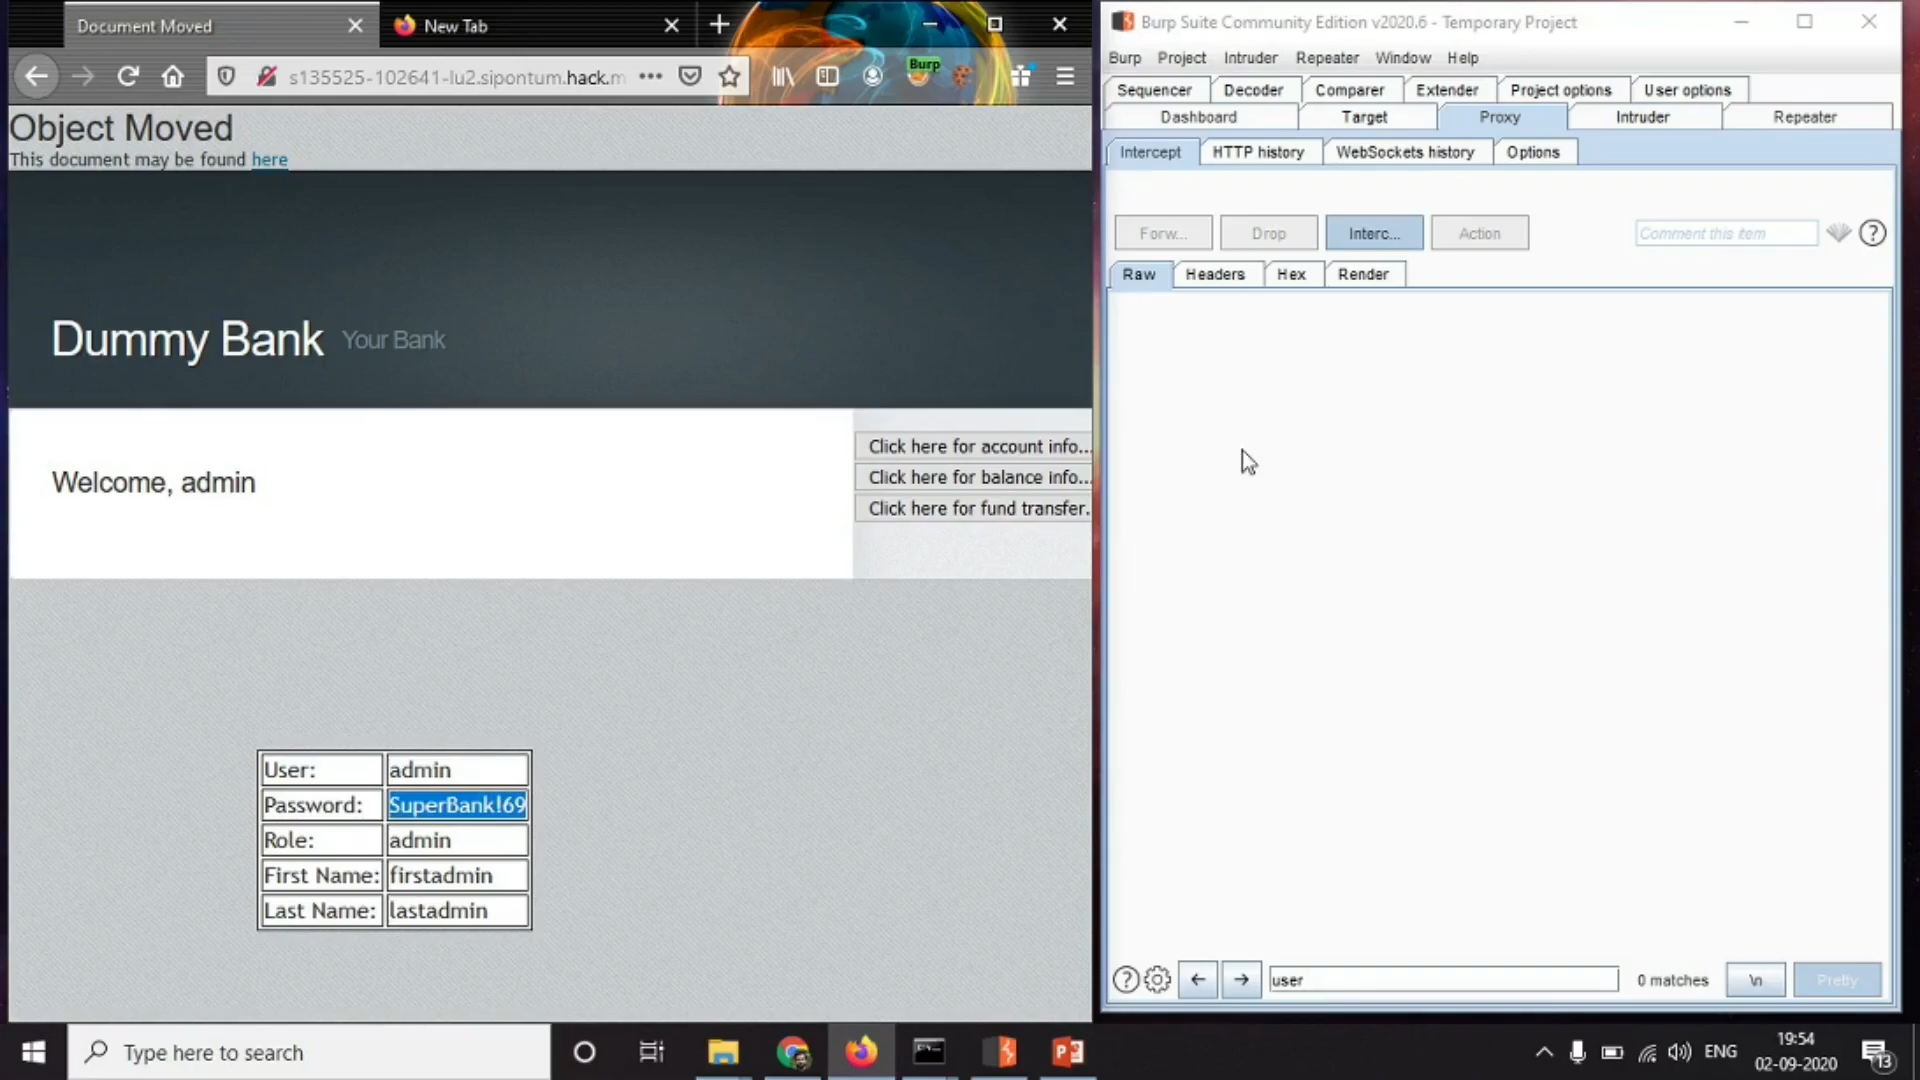 Document Moved
New Tab
s135525-102641-lu2.sipontum.hack.m
Burp
Object Moved
This document may be found here
Dummy Bank Your Bank
Welcome, admin
Click here for account info...
Click here for balance info...
Click here for fund transfer.
User: admin
Password: SuperBank!69
Role: admin
First Name: firstadmin
Last Name: lastadmin
Burp Suite Community Edition v2020.6 - Temporary Project
Burp Project Intruder Repeater Window Help
Sequencer Decoder Comparer Extender Project options User options
Dashboard Target Proxy Intruder Repeater
Intercept HTTP history WebSockets history Options
Forw... Drop Interc... Action Comment this item ?
Raw Headers Hex Render
? user 0 matches \n Pretty
Type here to search
ENG
19:54
02-09-2020
13